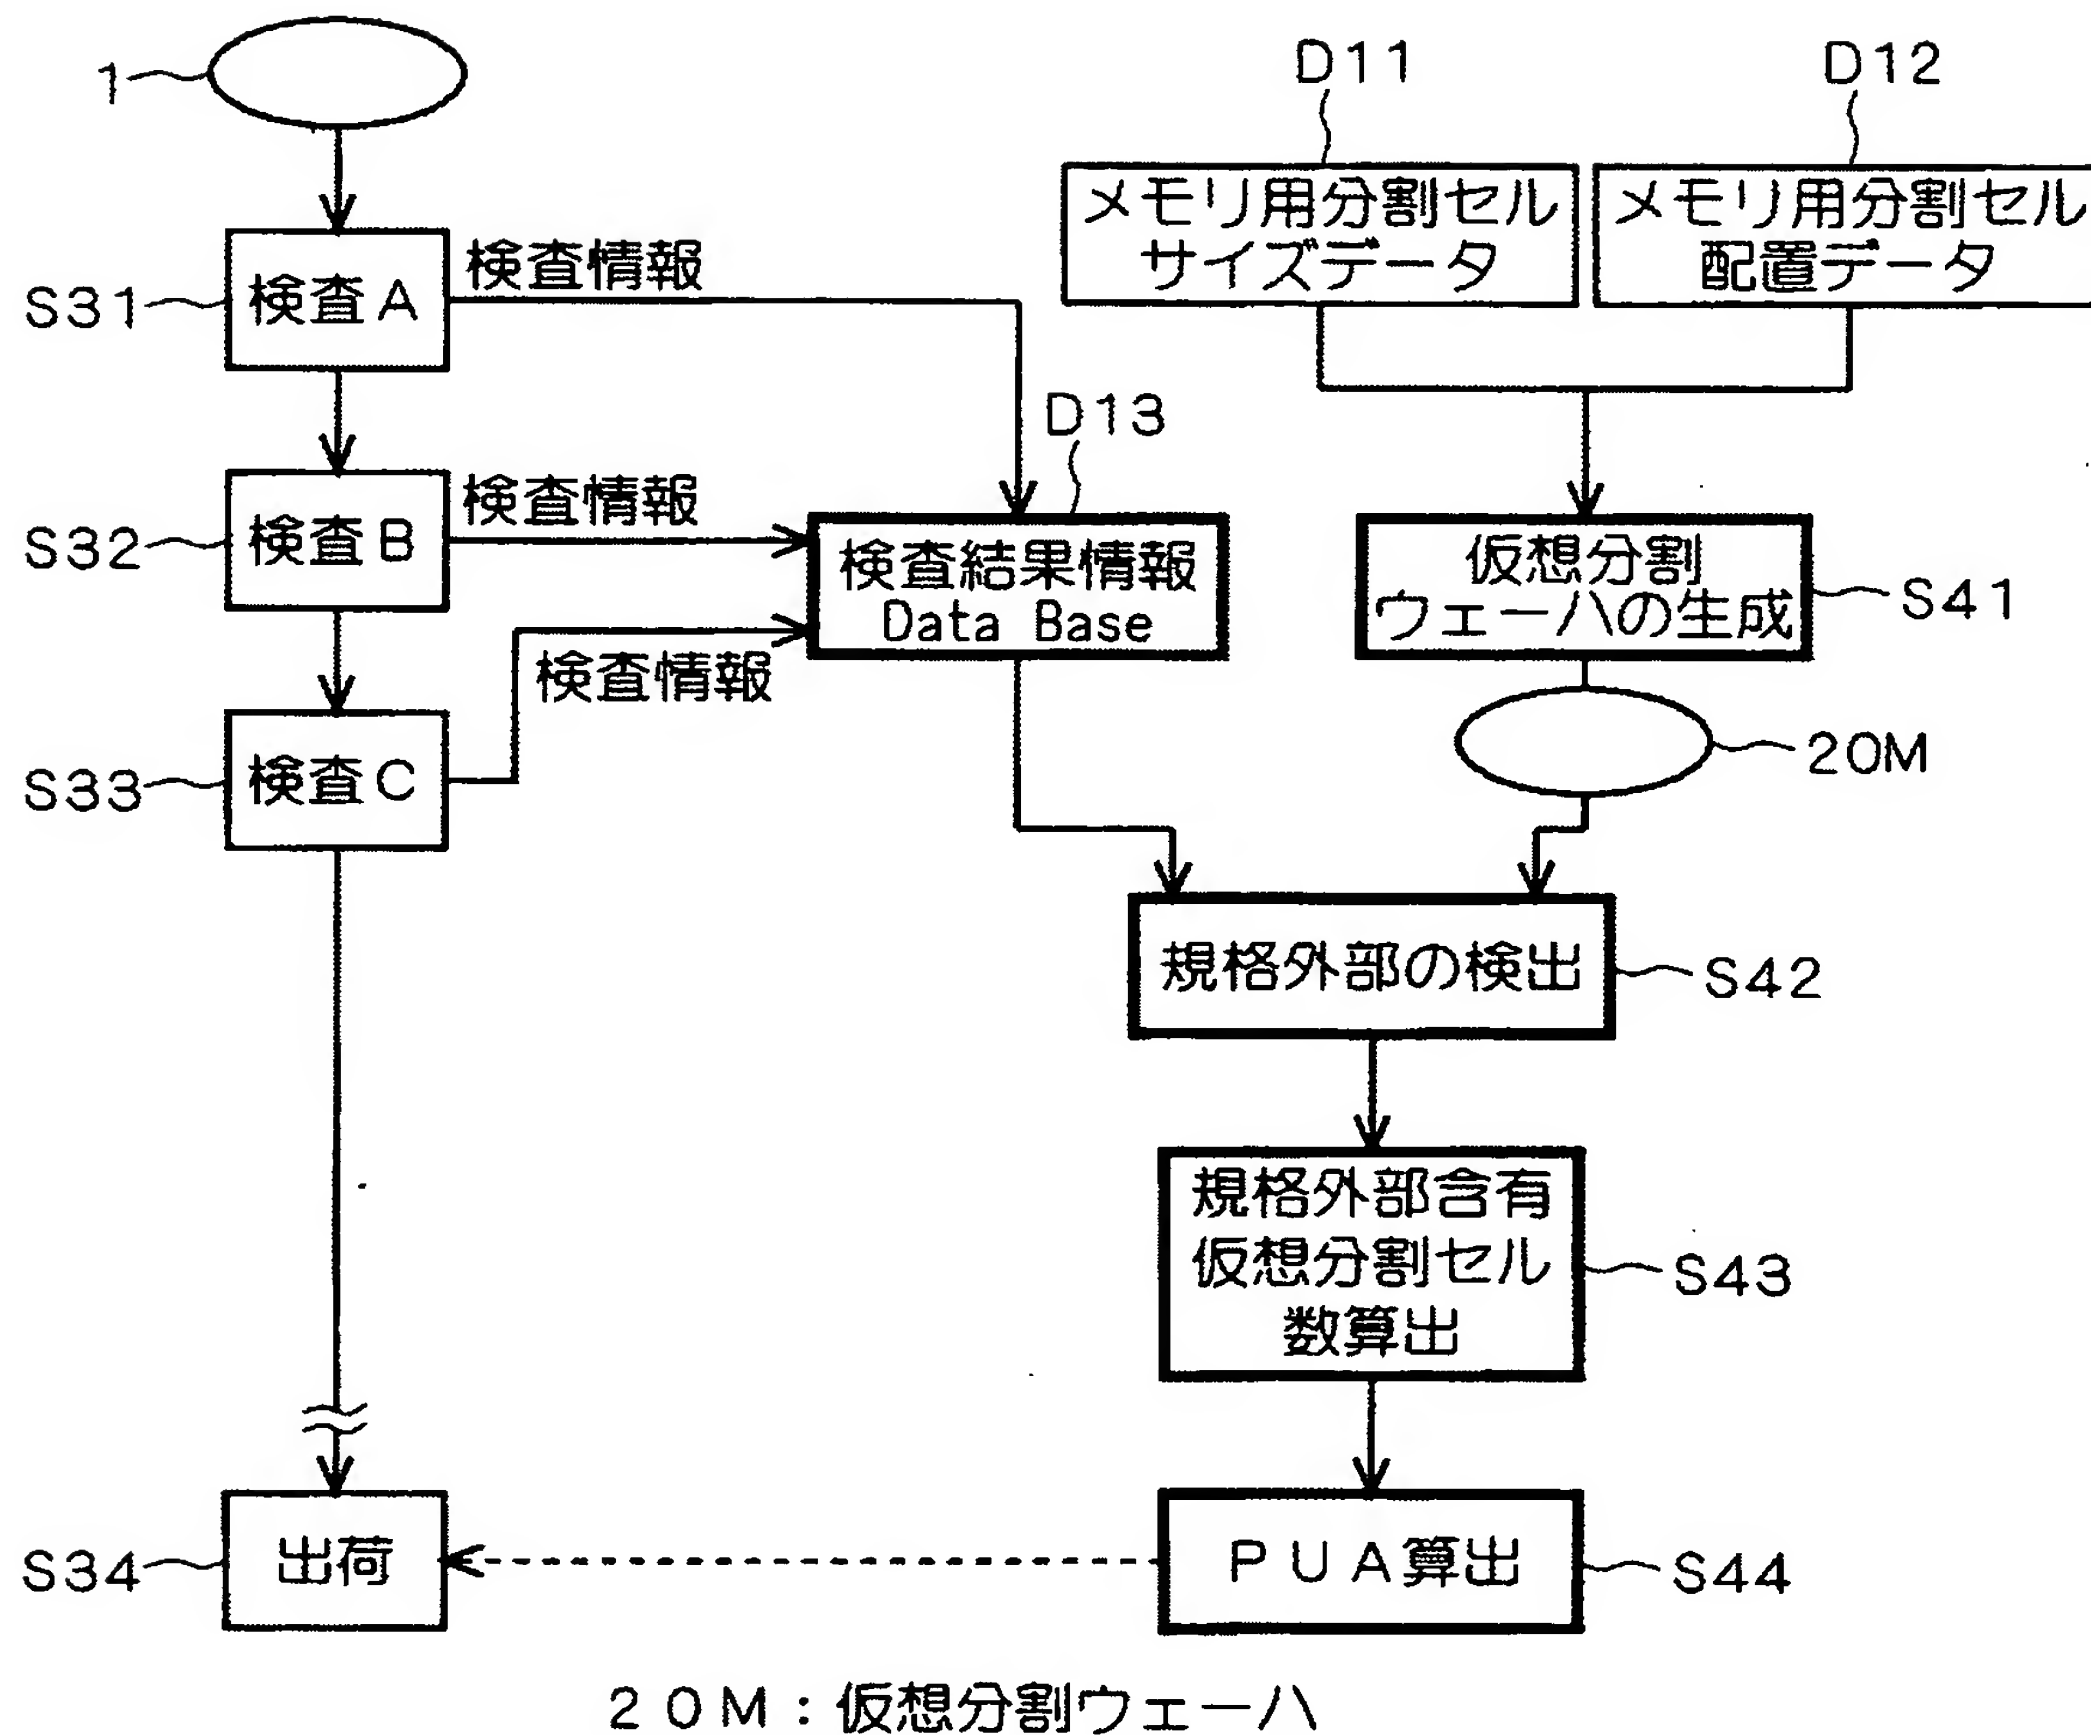 1
D11
D12
メモリ用分割セル
サイズデータ
メモリ用分割セル
配置データ
S31
検査A
検査情報
D13
S32
検査B
検査情報
検査結果情報
Data Base
仮想分割
ウェーハの生成
S41
検査情報
S33
検査C
20M
規格外部の検出
S42
規格外部含有
仮想分割セル
数算出
S43
S34
出荷
PUA算出
S44
20M:仮想分割ウェーハ